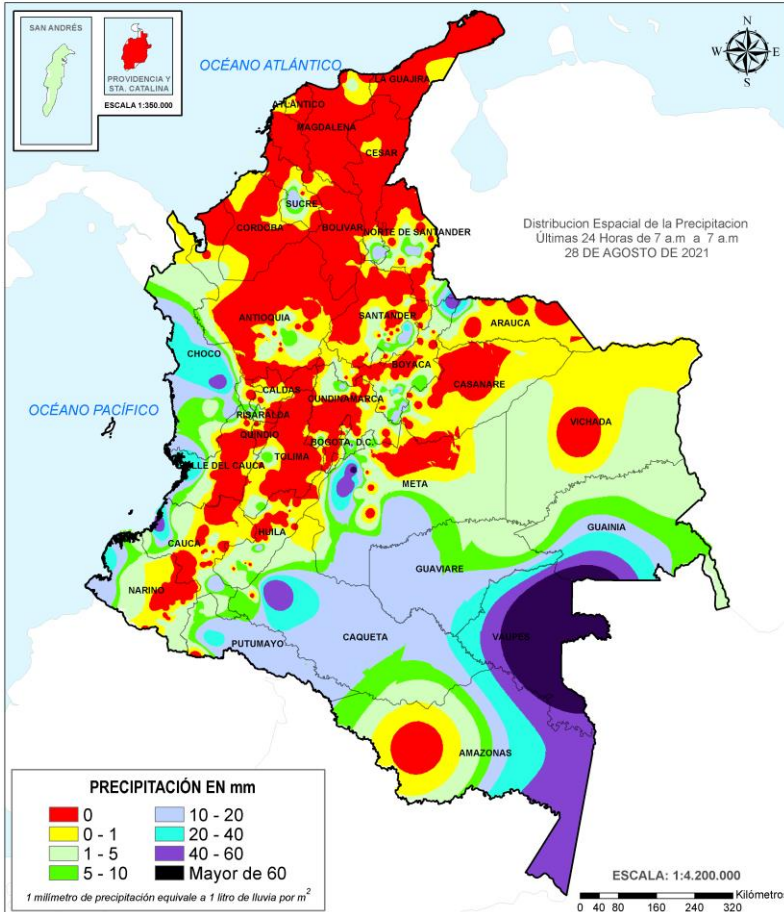 SAN ANDRÉS
PROVIDENCIA Y
STA. CATALINA
ESCALA 1:350.000
OCÉANO ATLÁNTICO
N
W E
S
LA GUAJIRA
ATLÁNTICO
MAGDALENA
CESAR
SUCRE
CORDOBA
BOLIVAR
NORTE DE SANTANDER
Distribucion Espacial de la Precipitacion
Últimas 24 Horas de 7 a.m a 7 a.m
28 DE AGOSTO DE 2021
ANTIOQUIA
SANTANDER
ARAUCA
CHOCO
BOYACA
CASANARE
CALDAS
CUNDINAMARCA
OCÉANO PACÍFICO
RISARALDA
VICHADA
QUINDIO
BOGOTA, D.C.
TOLIMA
VALLE DEL CAUCA
META
GUAINIA
HUILA
CAUCA
GUAVIARE
NARIÑO
VAUPES
CAQUETA
PUTUMAYO
AMAZONAS
PRECIPITACIÓN EN mm
0
0 - 1
1 - 5
5 - 10
10 - 20
20 - 40
40 - 60
Mayor de 60
1 milímetro de precipitación equivale a 1 litro de lluvia por m²
ESCALA: 1:4.200.000
Kilómetro
0 40 80 160 240 320